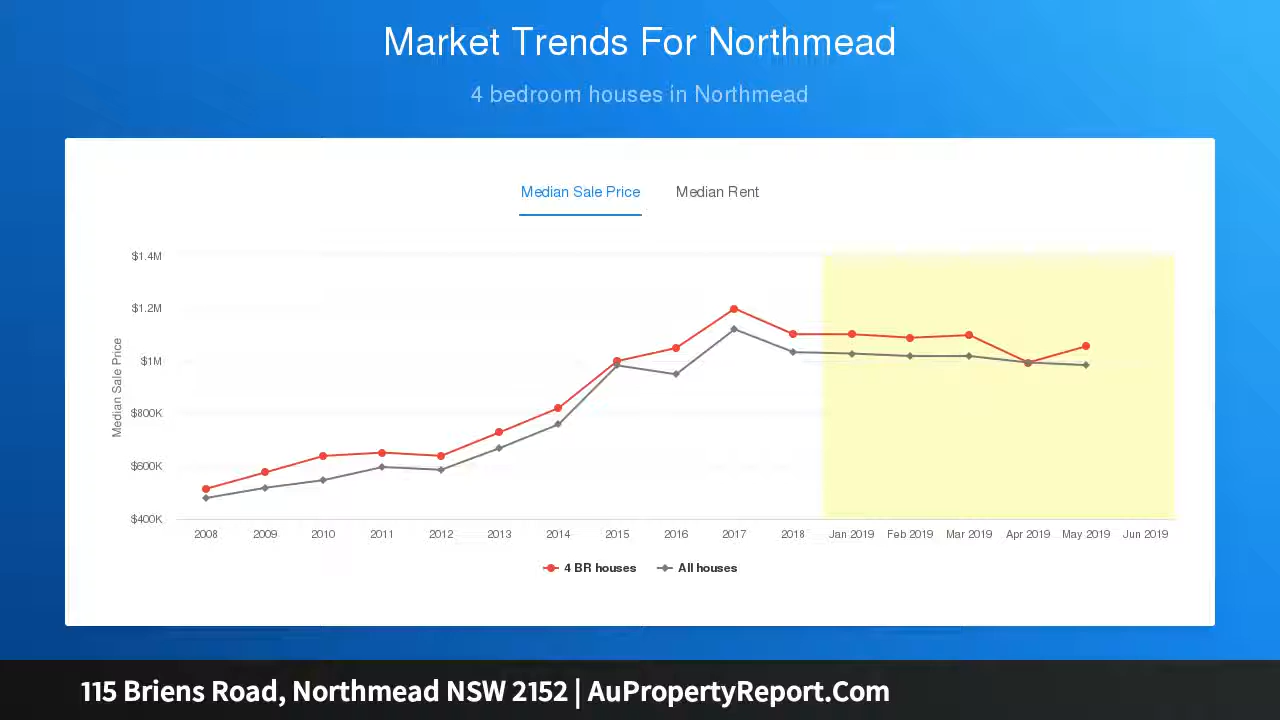 Market Trends For Northmead
4 bedroom houses in Northmead
Median Sale Price Median Rent
$1.4M
$1.2M
$1M
$800K
$600K
$400K
Median Sale Price
2008 2009 2010 2011 2012 2013 2014 2015 2016 2017 2018 Jan 2019 Feb 2019 Mar 2019 Apr 2019 May 2019 Jun 2019
4 BR houses All houses
115 Briens Road, Northmead NSW 2152 | AuPropertyReport.Com